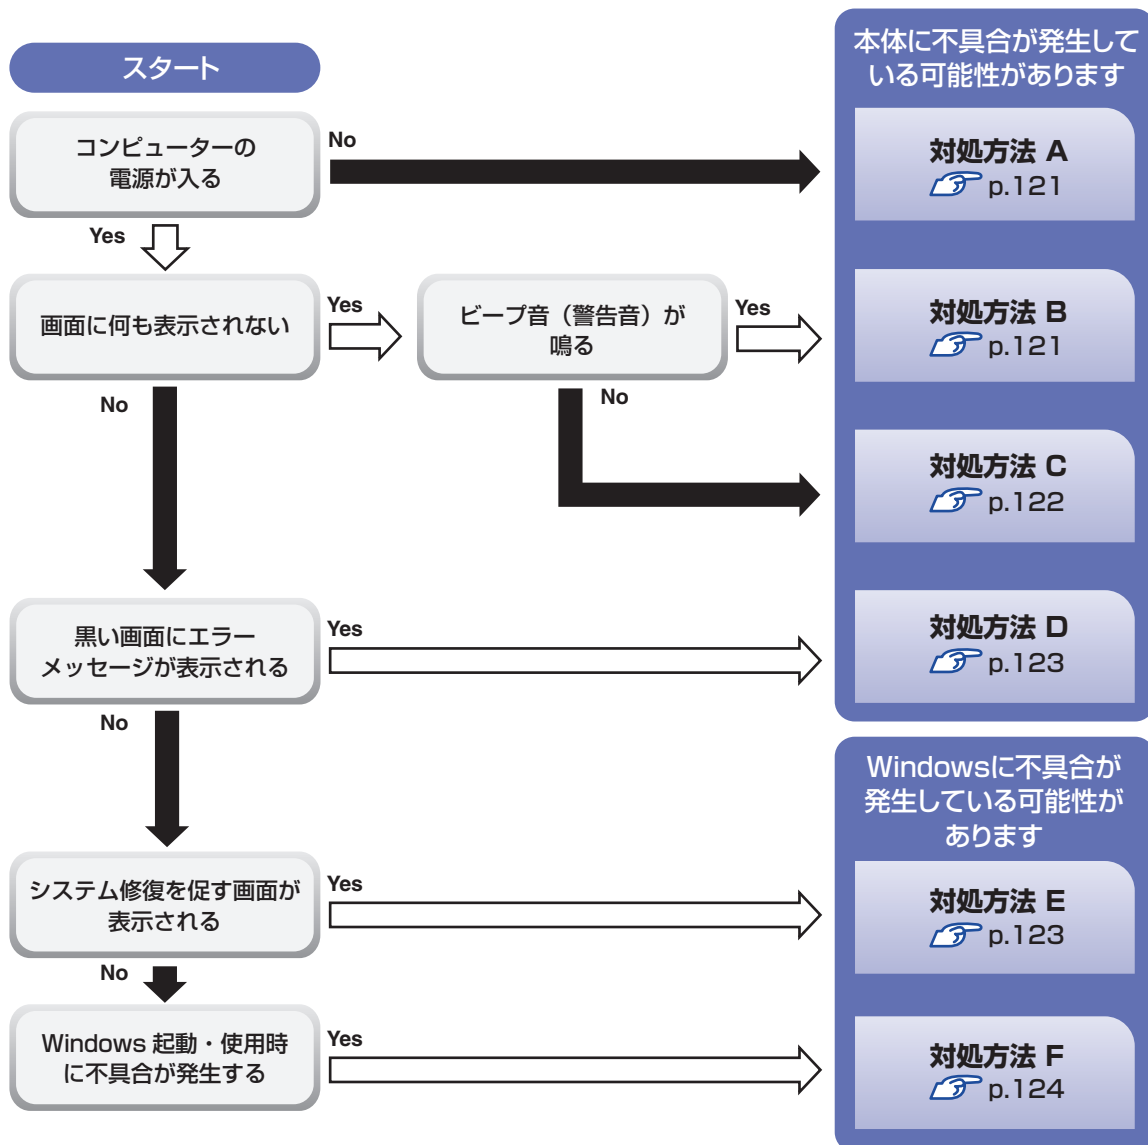 スタート
コンピューターの
電源が入る
No
Yes
画面に何も表示されない
Yes
ビープ音（警告音）が
鳴る
Yes
No
No
黒い画面にエラー
メッセージが表示される
Yes
No
システム修復を促す画面が
表示される
Yes
No
Windows 起動・使用時
に不具合が発生する
Yes
本体に不具合が発生して
いる可能性があります
対処方法 A
p.121
対処方法 B
p.121
対処方法 C
p.122
対処方法 D
p.123
Windowsに不具合が
発生している可能性が
あります
対処方法 E
p.123
対処方法 F
p.124